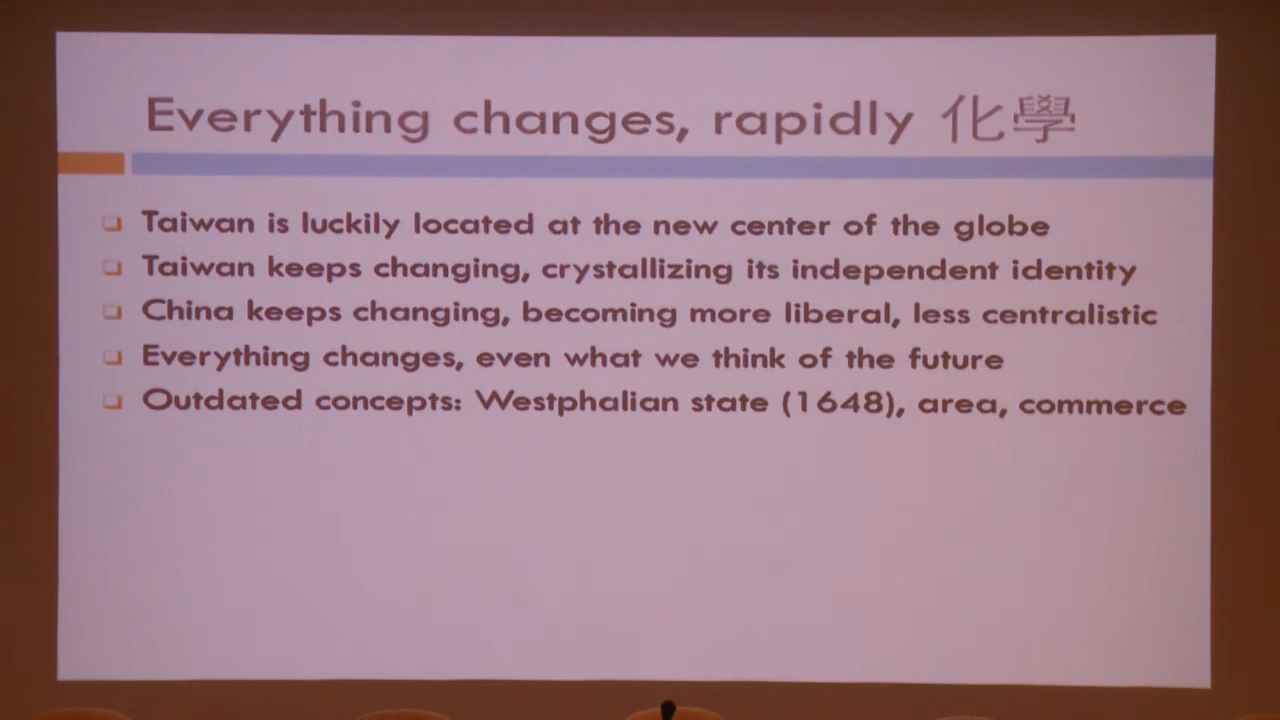 Everything changes, rapidly 化學
Taiwan is luckily located at the new center of the globe
Taiwan keeps changing, crystallizing its independent identity
China keeps changing, becoming more liberal, less centralistic
Everything changes, even what we think of the future
Outdated concepts: Westphalian state (1648), area, commerce